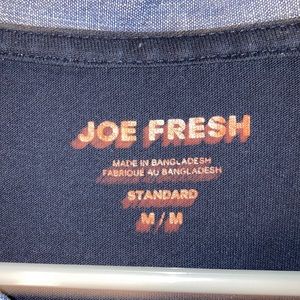 JOE FRESH
MADE IN BANGLADESH
FABRIQUÉ AU BANGLADESH
STANDARD
M/M